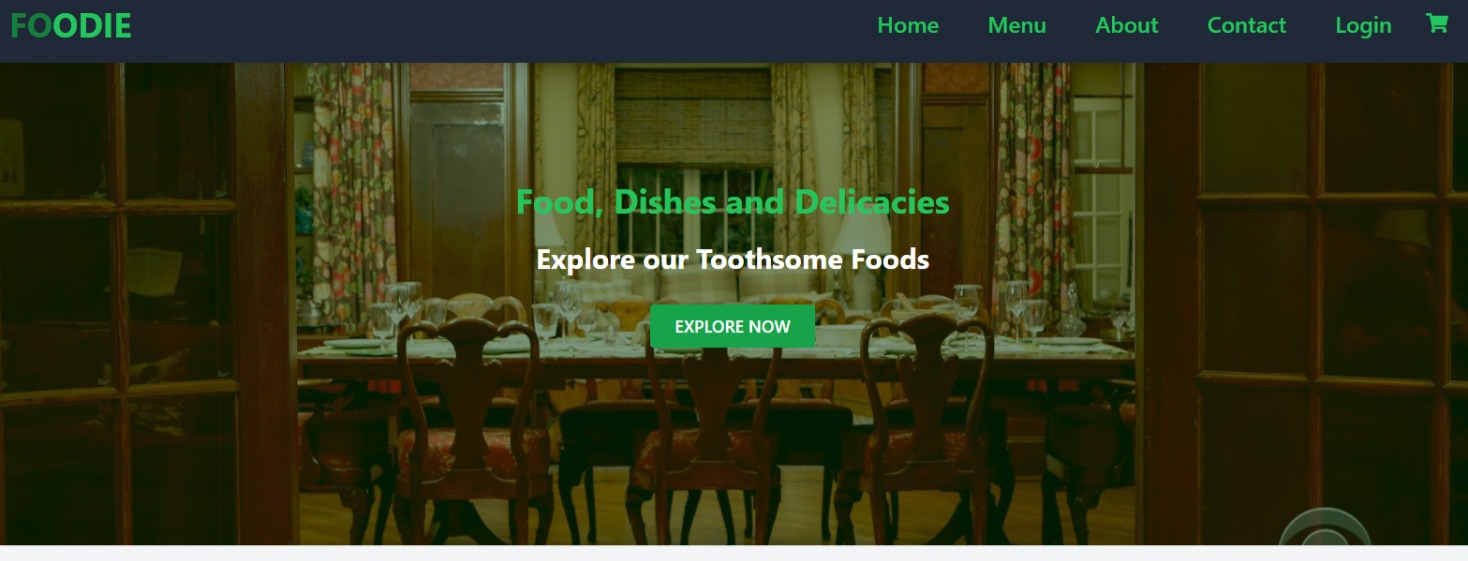 FOODIE
Home Menu About Contact Login
Food, Dishes and Delicacies
Explore our Toothsome Foods
EXPLORE NOW